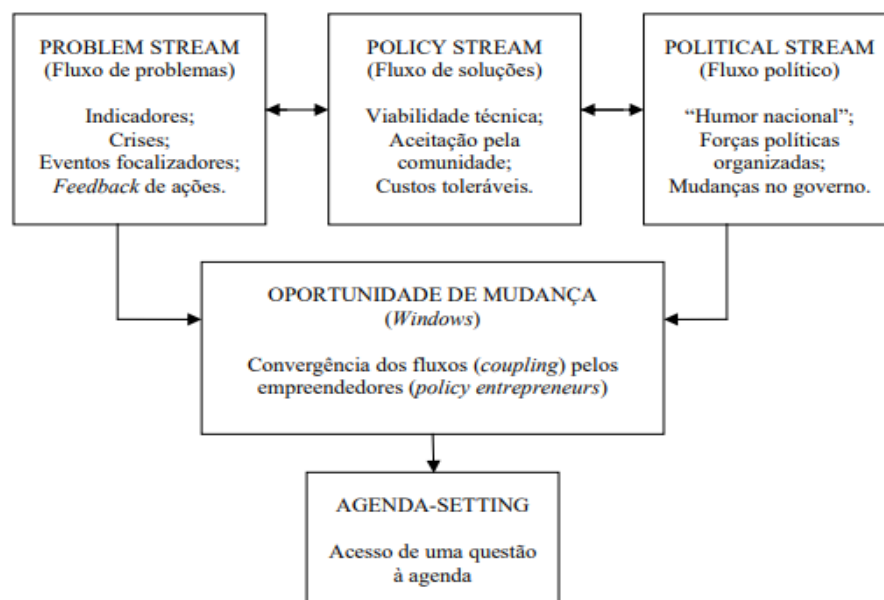 PROBLEM STREAM
(Fluxo de problemas)
Indicadores;
Crises;
Eventos focalizadores;
Feedback de ações.
POLICY STREAM
(Fluxo de soluções)
Viabilidade técnica;
Aceitação pela
comunidade;
Custos toleráveis.
POLITICAL STREAM
(Fluxo político)
“Humor nacional”;
Forças políticas
organizadas;
Mudanças no governo.
OPORTUNIDADE DE MUDANÇA
(Windows)
Convergência dos fluxos (coupling) pelos
empreendedores (policy entrepreneurs)
AGENDA-SETTING
Acesso de uma questão
à agenda